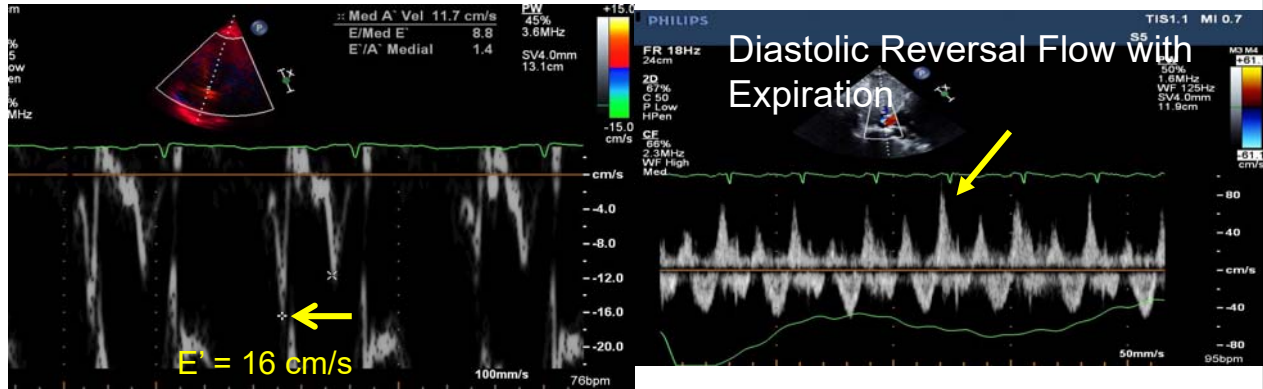 :: Med A` Vel 11.7 cm/s
E/Med E` 8.8
E`/A` Medial 1.4
PW
45%
3.6MHz
SV4.0mm
13.1cm
+15.0
-15.0
cm/s
cm/s
-4.0
-8.0
-12.0
-16.0
-20.0
E' = 16 cm/s
100mm/s
76bpm
PHILIPS
TIS1.1 MI 0.7
S5
FR 18Hz
24cm
2D
67%
C 50
P Low
HPen
CF
66%
2.3MHz
WF High
Med
Diastolic Reversal Flow with
Expiration
M3 M4
+61.1
50%
1.6MHz
WF 125Hz
SV4.0mm
11.9cm
-61.1
cm/s
80
40
cm/s
-40
-80
50mm/s
95bpm